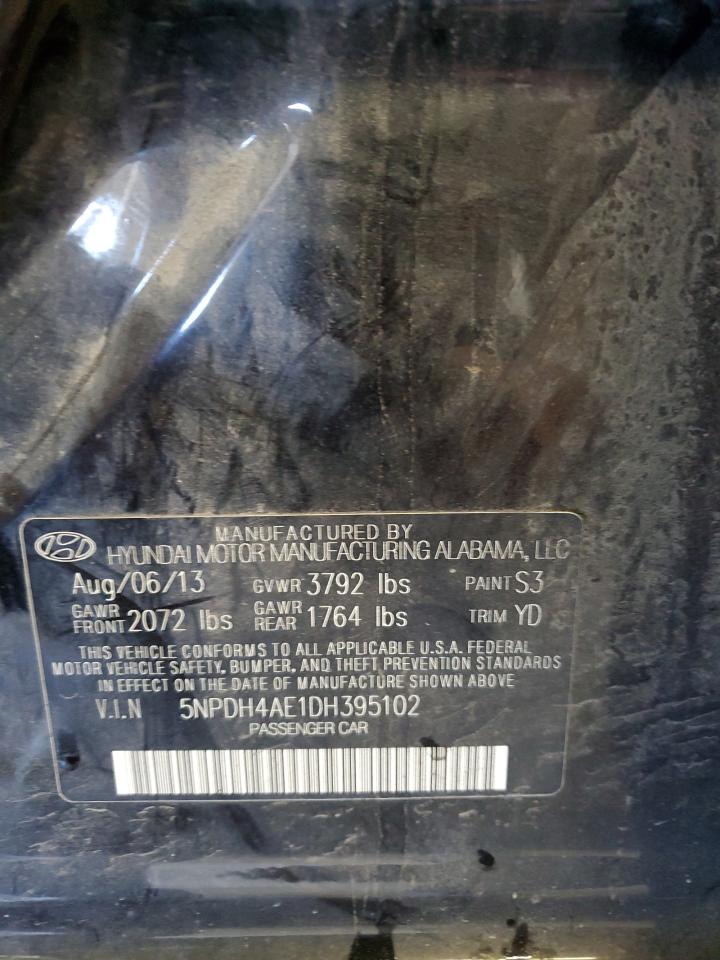 MANUFACTURED BY
HYUNDAI MOTOR MANUFACTURING ALABAMA, LLC
Aug/06/13 GVWR 3792 lbs PAINT S3
GAWR FRONT 2072 lbs GAWR REAR 1764 lbs TRIM YD
THIS VEHICLE CONFORMS TO ALL APPLICABLE U.S.A. FEDERAL
MOTOR VEHICLE SAFETY, BUMPER, AND THEFT PREVENTION STANDARDS
IN EFFECT ON THE DATE OF MANUFACTURE SHOWN ABOVE
V.I.N 5NPDH4AE1DH395102
PASSENGER CAR